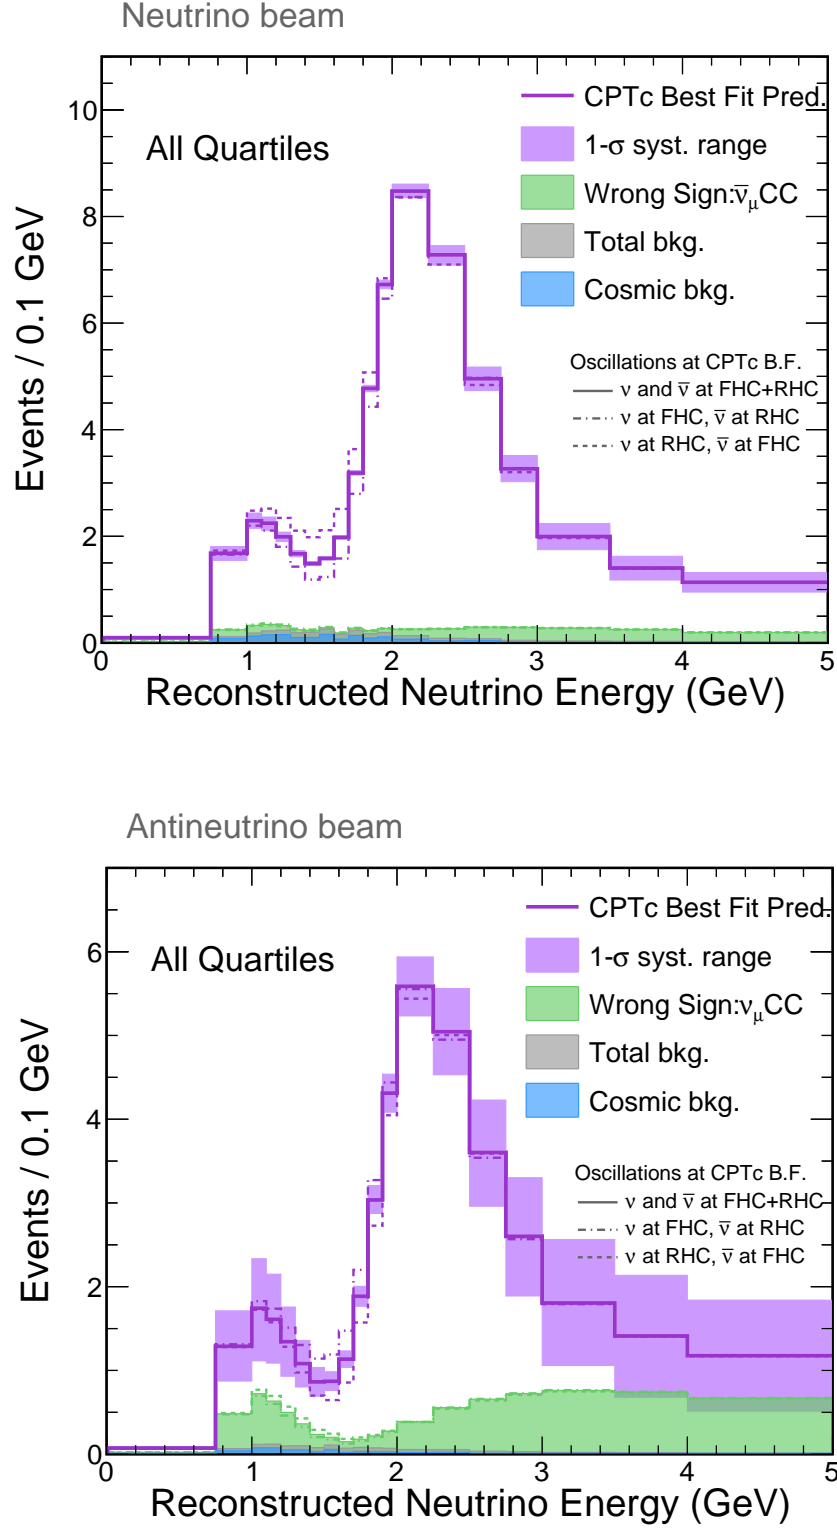 Neutrino beam
10
8
6
4
2
0
Events / 0.1 GeV
All Quartiles
CPTc Best Fit Pred.
1-σ syst. range
Wrong Sign:ν̅μCC
Total bkg.
Cosmic bkg.
Oscillations at CPTc B.F.
ν and ν̅ at FHC+RHC
ν at FHC, ν̅ at RHC
ν at RHC, ν̅ at FHC
0 1 2 3 4 5
Reconstructed Neutrino Energy (GeV)
Antineutrino beam
6
4
2
0
Events / 0.1 GeV
All Quartiles
CPTc Best Fit Pred.
1-σ syst. range
Wrong Sign:νμCC
Total bkg.
Cosmic bkg.
Oscillations at CPTc B.F.
ν and ν̅ at FHC+RHC
ν at FHC, ν̅ at RHC
ν at RHC, ν̅ at FHC
0 1 2 3 4 5
Reconstructed Neutrino Energy (GeV)